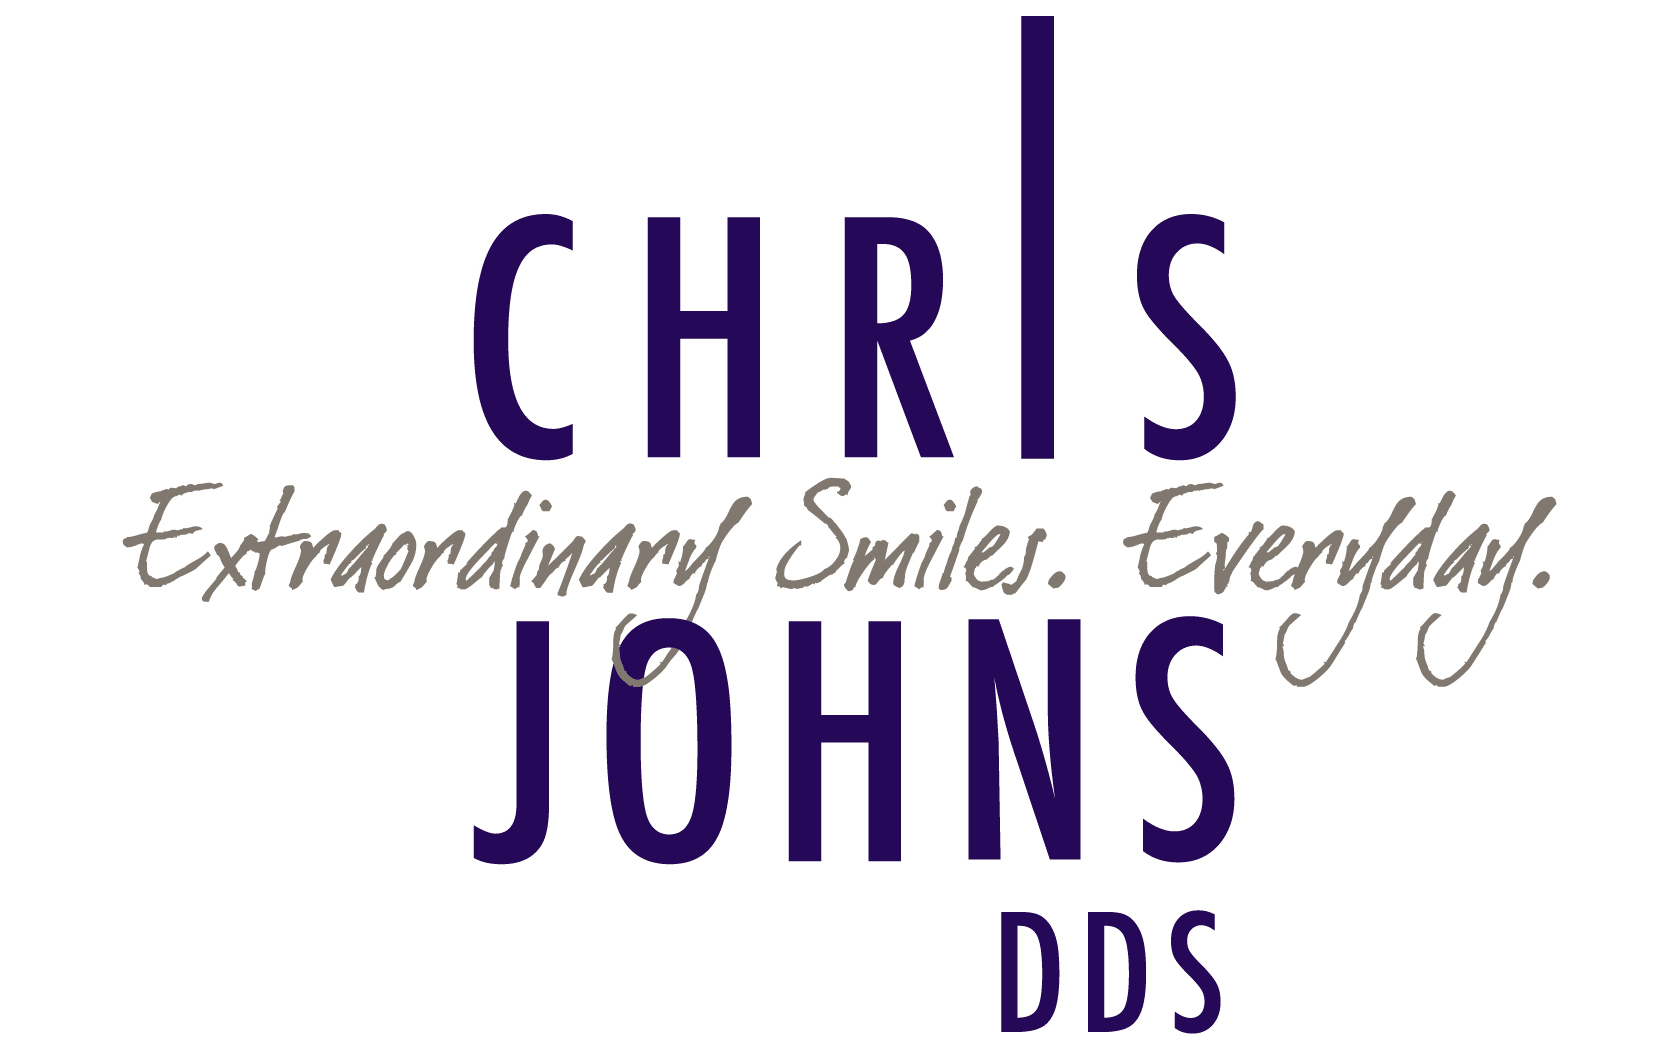 CHRIS
Extraordinary Smiles. Everyday.
JOHNS
DDS